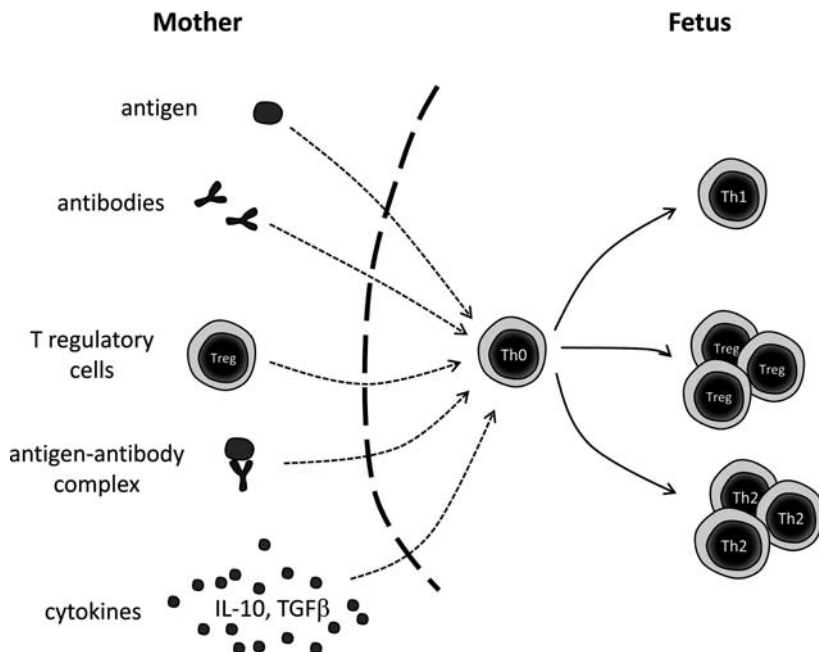 Mother
Fetus
antigen
Th1
antibodies
T regulatory
cells
Treg
Th0
Treg
Treg
Treg
antigen-antibody
complex
Th2
Th2
Th2
cytokines
IL-10, TGFβ